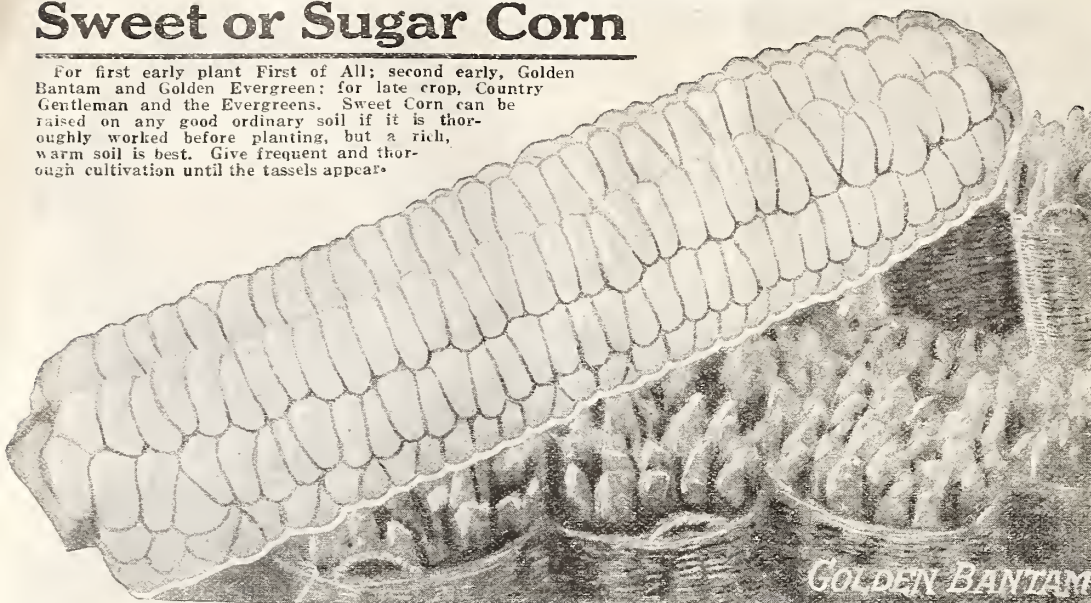 Sweet or Sugar Corn
For first early plant First of All; second early, Golden
Bantam and Golden Evergreen; for late crop, Country
Gentleman and the Evergreens. Sweet Corn can be
raised on any good ordinary soil if it is thor-
oughly worked before planting, but a rich,
warm soil is best. Give frequent and thor-
ough cultivation until the tassels appear.
GOLDEN BANTAM